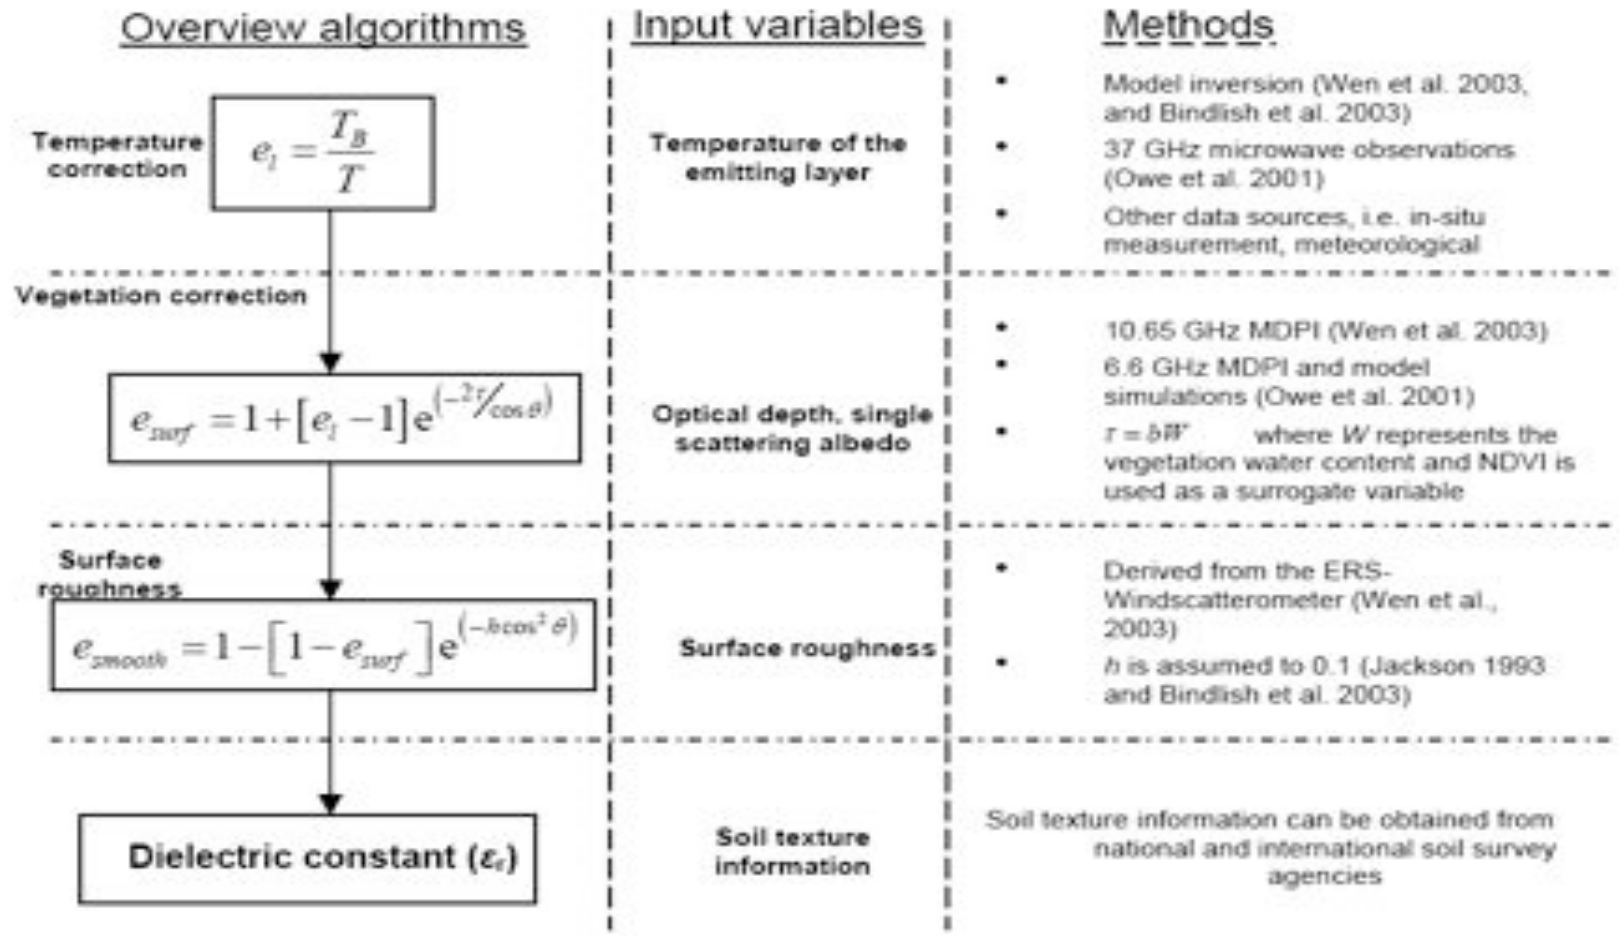 Overview algorithms
Input variables
Methods
Temperature
correction
e_l = T_B / T
Temperature of the
emitting layer
• Model inversion (Wen et al. 2003,
and Bindlish et al. 2003)
• 37 GHz microwave observations
(Owe et al. 2001)
• Other data sources, i.e. in-situ
measurement, meteorological
Vegetation correction
e_surf = 1 + [e_l − 1] e^(−2τ/cos θ)
Optical depth, single
scattering albedo
• 10.65 GHz MDPI (Wen et al. 2003)
• 6.6 GHz MDPI and model
simulations (Owe et al. 2001)
• τ = bW where W represents the
vegetation water content and NDVI is
used as a surrogate variable
Surface
roughness
e_smooth = 1 − [1 − e_surf] e^(−h cos² θ)
Surface roughness
• Derived from the ERS-
Windscatterometer (Wen et al.,
2003)
• h is assumed to 0.1 (Jackson 1993
and Bindlish et al. 2003)
Dielectric constant (ε_r)
Soil texture
information
Soil texture information can be obtained from
national and international soil survey
agencies